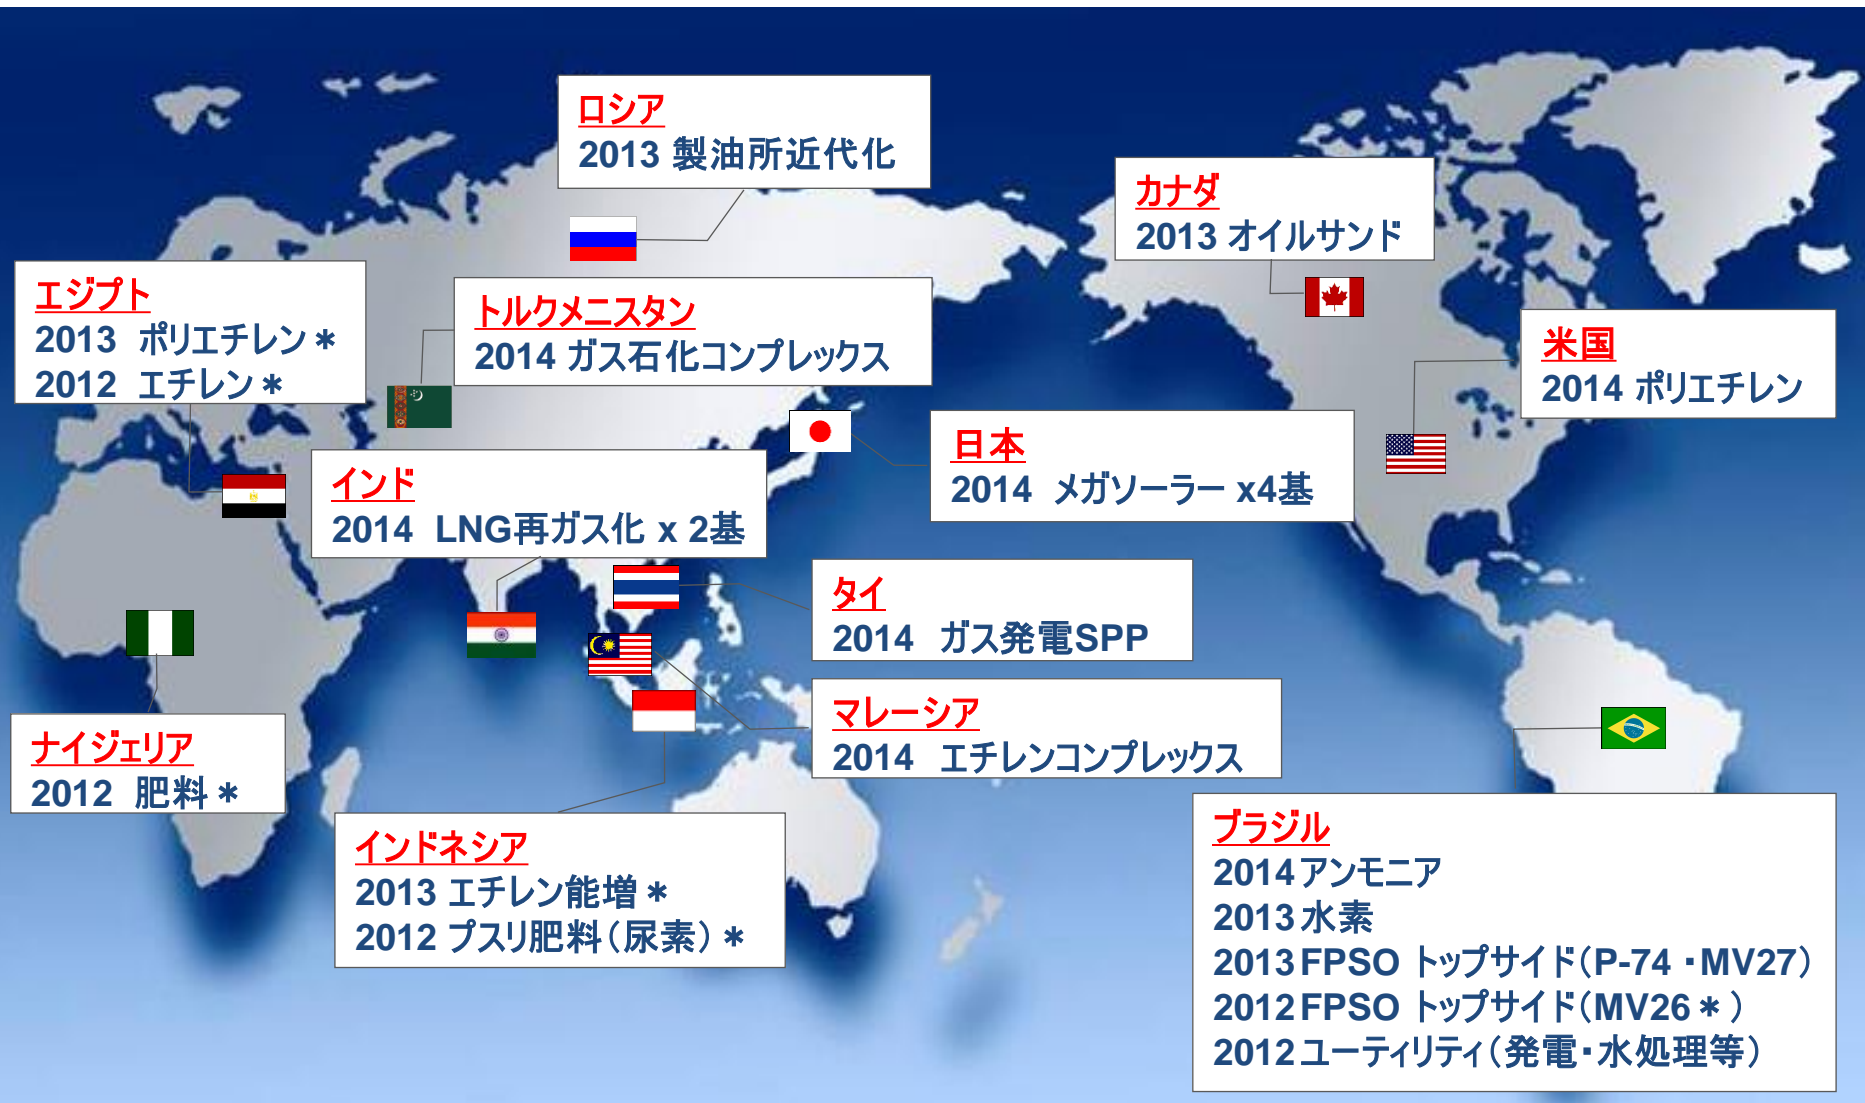 ロシア
2013 製油所近代化
カナダ
2013 オイルサンド
エジプト
2013 ポリエチレン＊
2012 エチレン＊
トルクメニスタン
2014 ガス石化コンプレックス
米国
2014 ポリエチレン
日本
2014 メガソーラー x4基
インド
2014 LNG再ガス化 x 2基
タイ
2014 ガス発電SPP
マレーシア
2014 エチレンコンプレックス
ナイジェリア
2012 肥料＊
インドネシア
2013 エチレン能増＊
2012 プスリ肥料（尿素）＊
ブラジル
2014 アンモニア
2013 水素
2013 FPSO トップサイド（P-74・MV27）
2012 FPSO トップサイド（MV26＊）
2012 ユーティリティ（発電・水処理等）